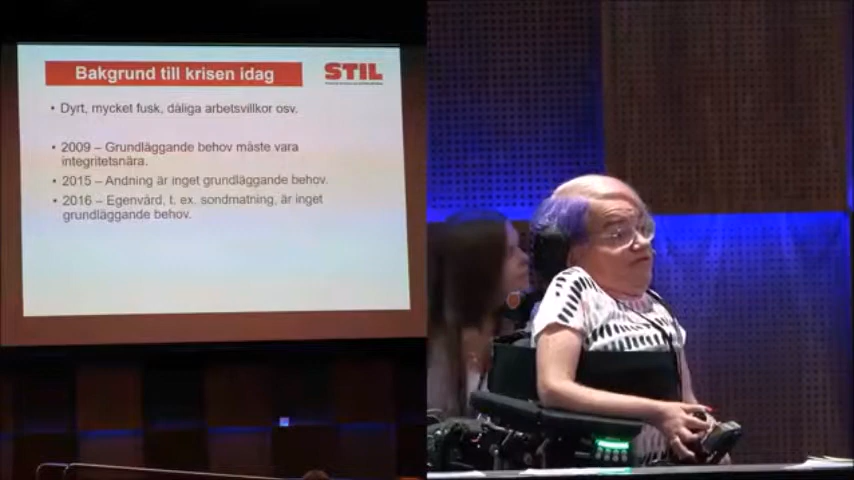 Bakgrund till krisen idag
STIL
• Dyrt, mycket fusk, dåliga arbetsvillkor osv.
• 2009 – Grundläggande behov måste vara
integritetsnära.
• 2015 – Andning är inget grundläggande behov.
• 2016 – Egenvård, t. ex. sondmatning, är inget
grundläggande behov.